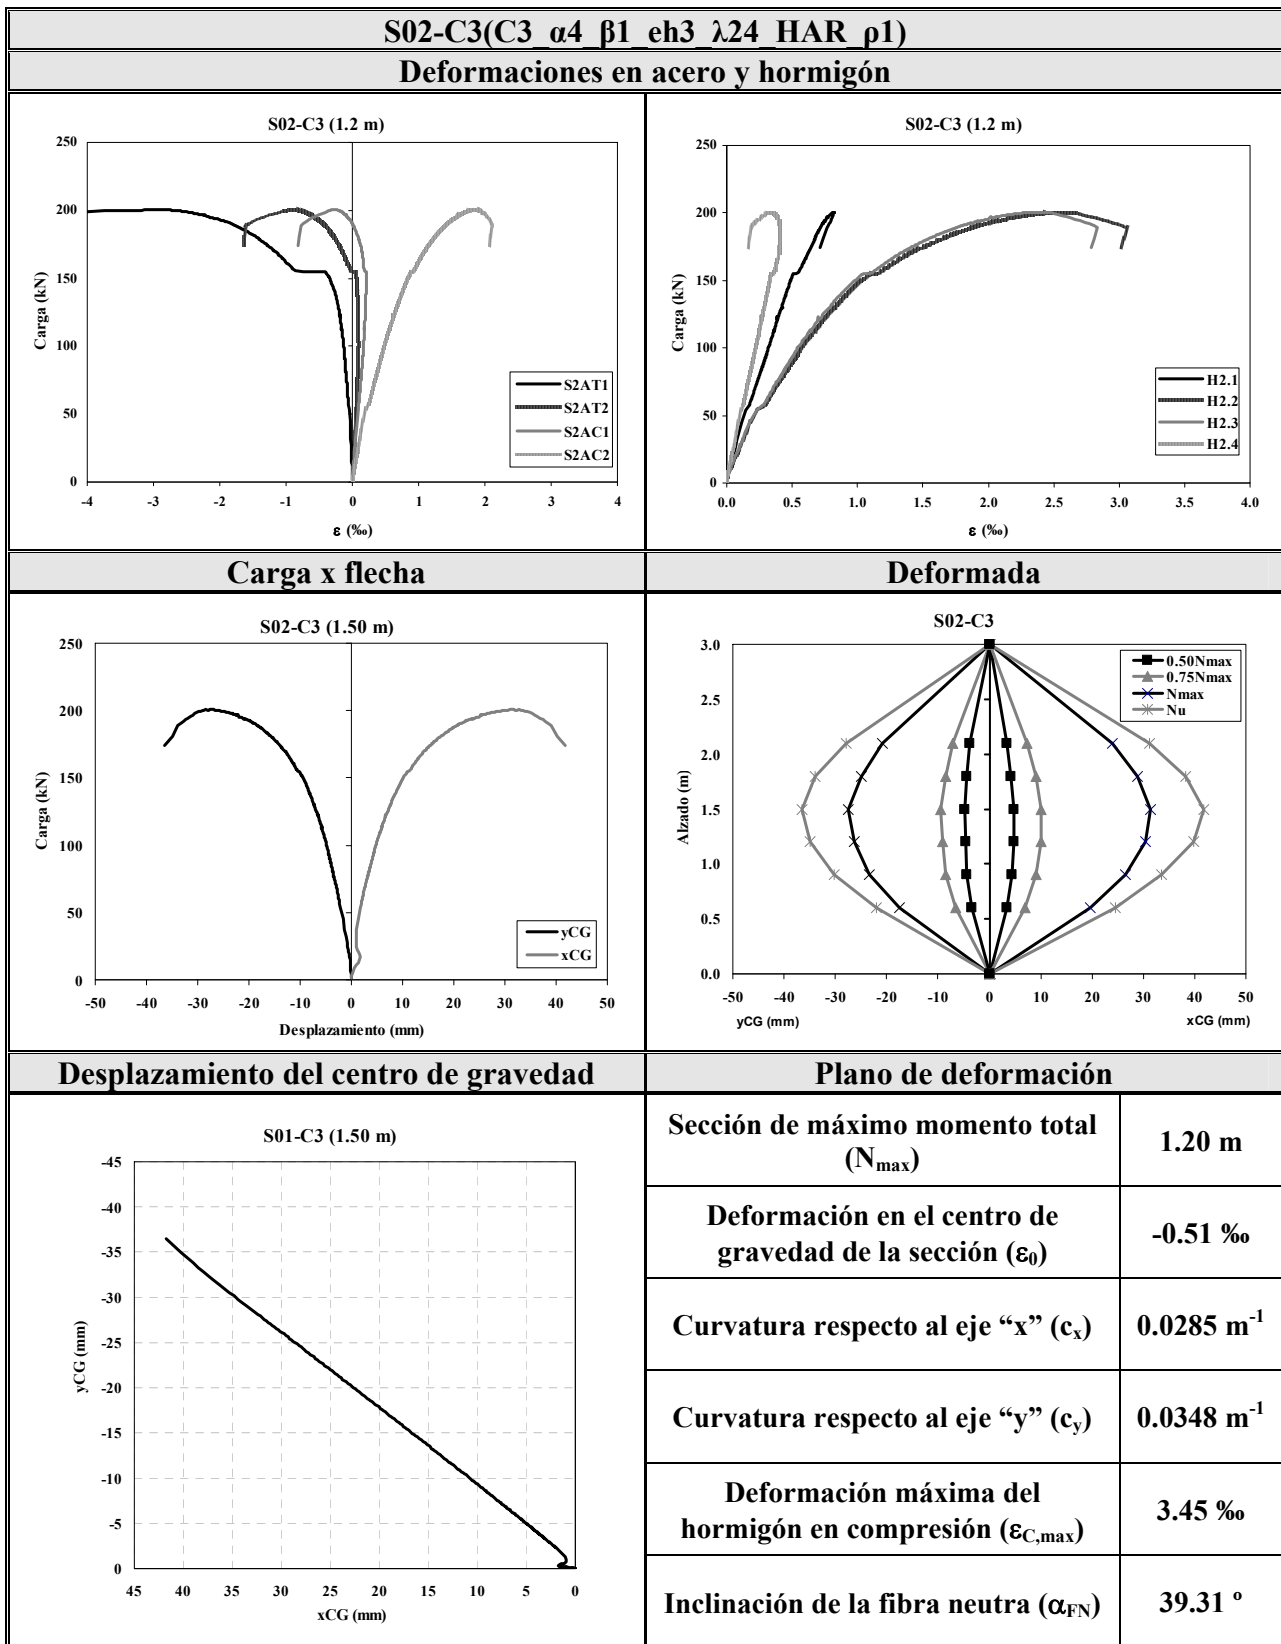 S02-C3(C3_α4_β1_eh3_λ24_HAR_ρ1)
Deformaciones en acero y hormigón
S02-C3 (1.2 m)
250
200
150
100
50
0
Carga (kN)
-4 -3 -2 -1 0 1 2 3 4
ε (‰)
S2AT1
S2AT2
S2AC1
S2AC2
S02-C3 (1.2 m)
250
200
150
100
50
0
Carga (kN)
0.0 0.5 1.0 1.5 2.0 2.5 3.0 3.5 4.0
ε (‰)
H2.1
H2.2
H2.3
H2.4
Carga x flecha
S02-C3 (1.50 m)
250
200
150
100
50
0
Carga (kN)
-50 -40 -30 -20 -10 0 10 20 30 40 50
Desplazamiento (mm)
yCG
xCG
Deformada
S02-C3
3.0
2.5
2.0
1.5
1.0
0.5
0.0
Alzado (m)
-50 -40 -30 -20 -10 0 10 20 30 40 50
yCG (mm) xCG (mm)
0.50Nmax
0.75Nmax
Nmax
Nu
Desplazamiento del centro de gravedad
S01-C3 (1.50 m)
-45
-40
-35
-30
-25
-20
-15
-10
-5
0
yCG (mm)
45 40 35 30 25 20 15 10 5 0
xCG (mm)
Plano de deformación
Sección de máximo momento total
(Nmax)
1.20 m
Deformación en el centro de
gravedad de la sección (ε0)
-0.51 ‰
Curvatura respecto al eje “x” (cx)
0.0285 m-1
Curvatura respecto al eje “y” (cy)
0.0348 m-1
Deformación máxima del
hormigón en compresión (εC,max)
3.45 ‰
Inclinación de la fibra neutra (αFN)
39.31 º